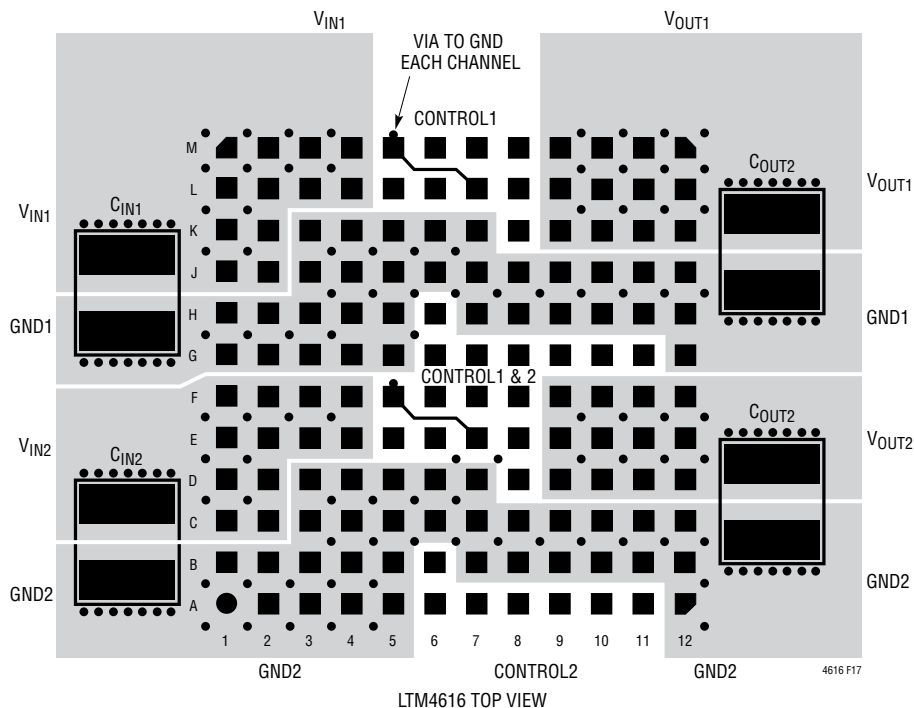 VIN1
VOUT1
VIA TO GND
EACH CHANNEL
CONTROL1
M
COUT2
L
VOUT1
VIN1
CIN1
K
J
H
GND1
GND1
G
CONTROL1 & 2
F
COUT2
VIN2
E
VOUT2
CIN2
D
C
B
GND2
GND2
A
1 2 3 4 5 6 7 8 9 10 11 12
GND2
CONTROL2
GND2
4616 F17
LTM4616 TOP VIEW